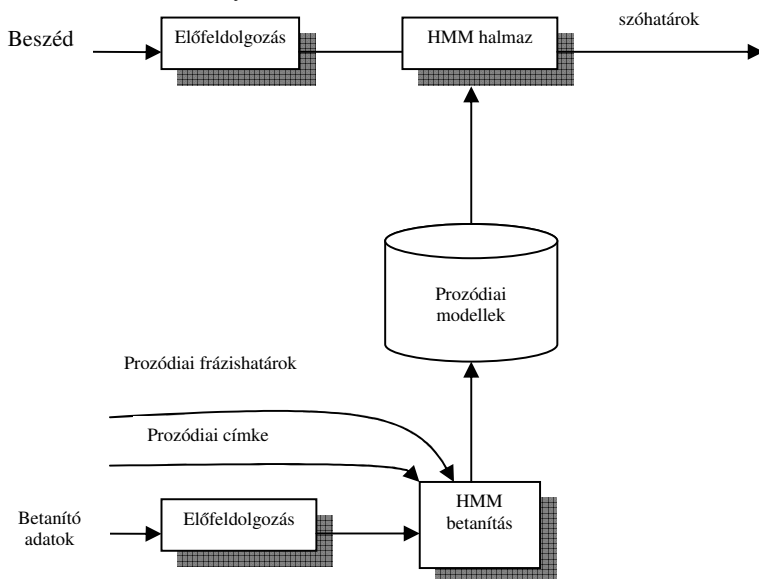 Beszéd
Előfeldolgozás
HMM halmaz
szóhatárok
Prozódiai
modellek
Prozódiai frázishatárok
Prozódiai címke
Betanító
adatok
Előfeldolgozás
HMM
betanítás